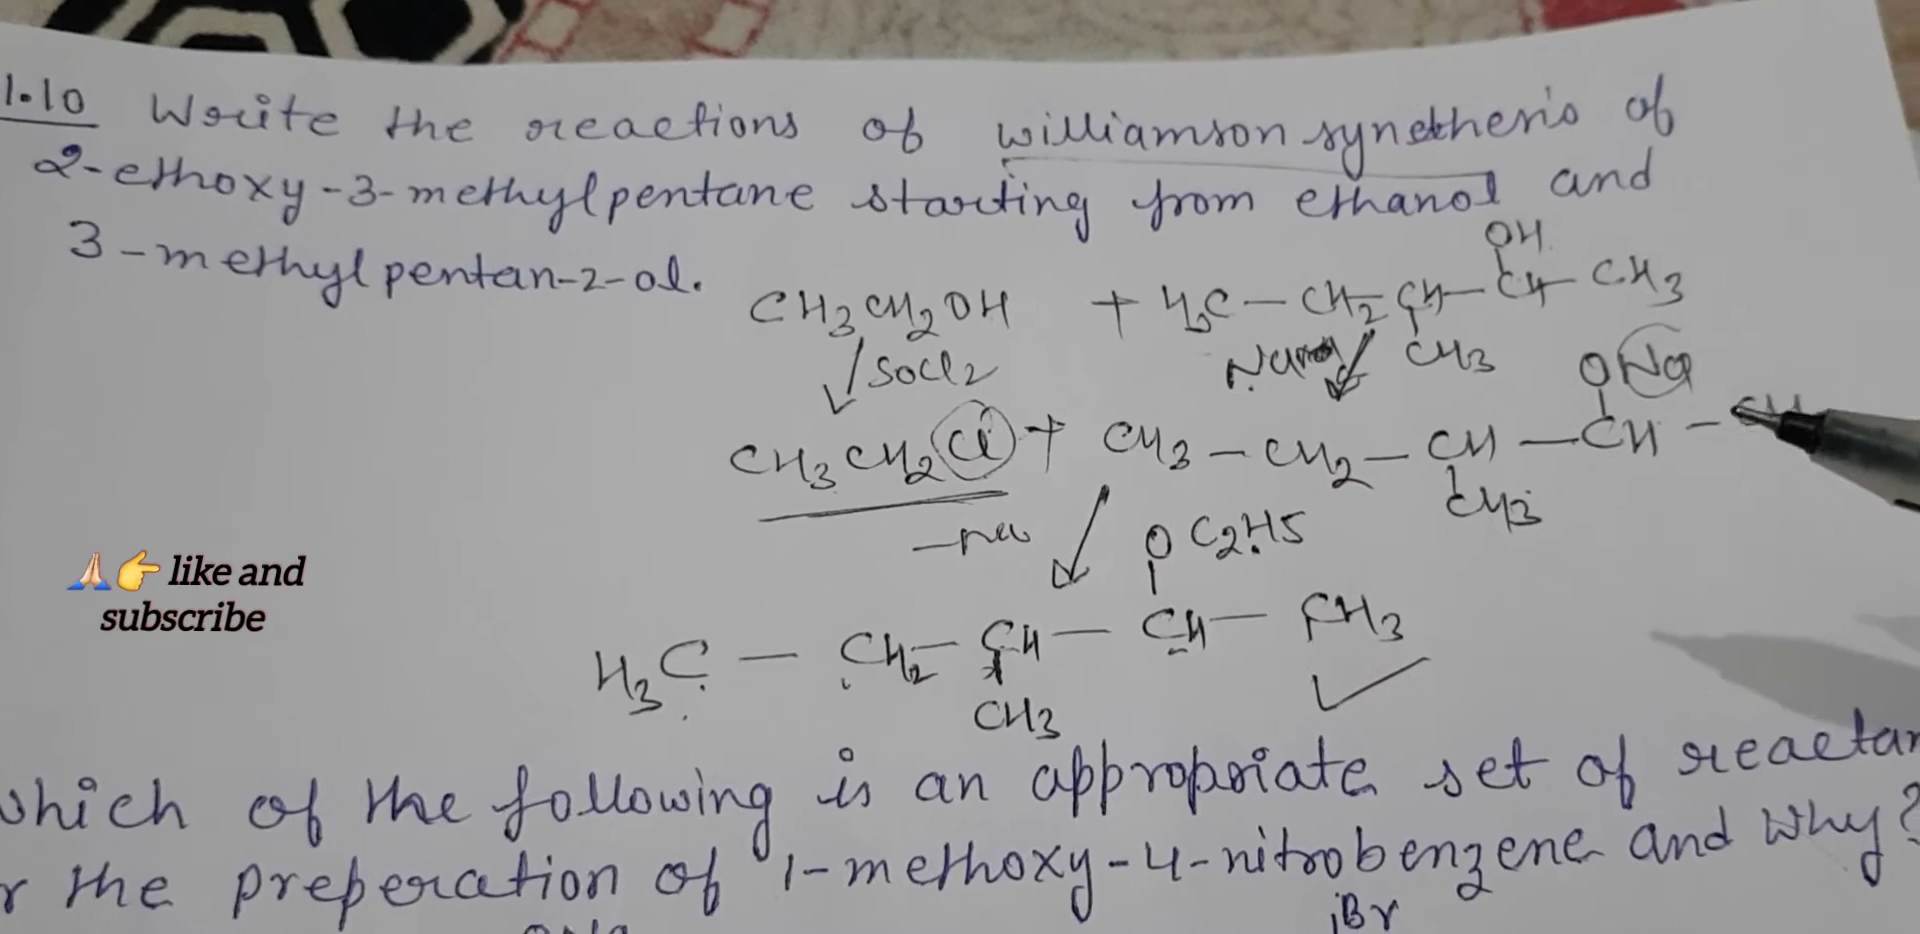 1.10 Write the reactions of williamson synethesis of
2-ethoxy-3-methylpentane starting from ethanol and
3-methylpentan-2-ol.
OH
CH3CH2OH + H3C-CH2-CH-CH-CH3
CH3
SOCl2
ONa
CH3CH2Cl + CH3-CH2-CH-CH-
CH3
OC2H5
H3C-CH2-CH-CH-CH3
CH3
🙏👉 like and
subscribe
which of the following is an appropriate set of
the preperation of 1-methoxy-4-nitrobenzene and why?
Br